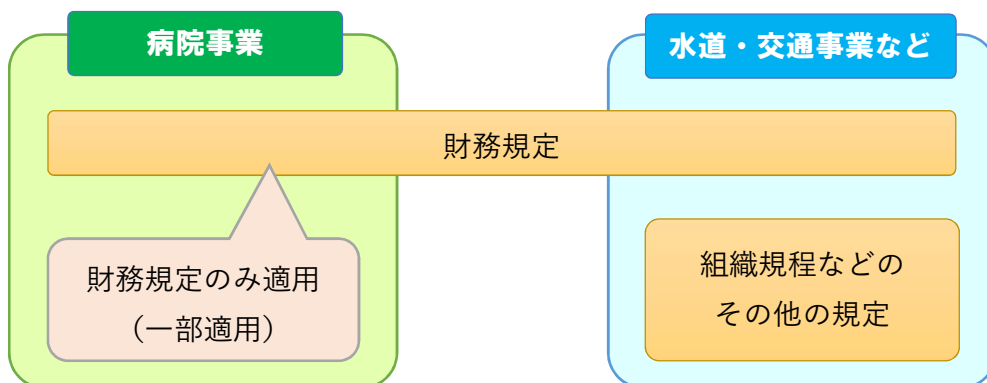 病院事業
水道・交通事業など
財務規定
財務規定のみ適用
（一部適用）
組織規程などの
その他の規定